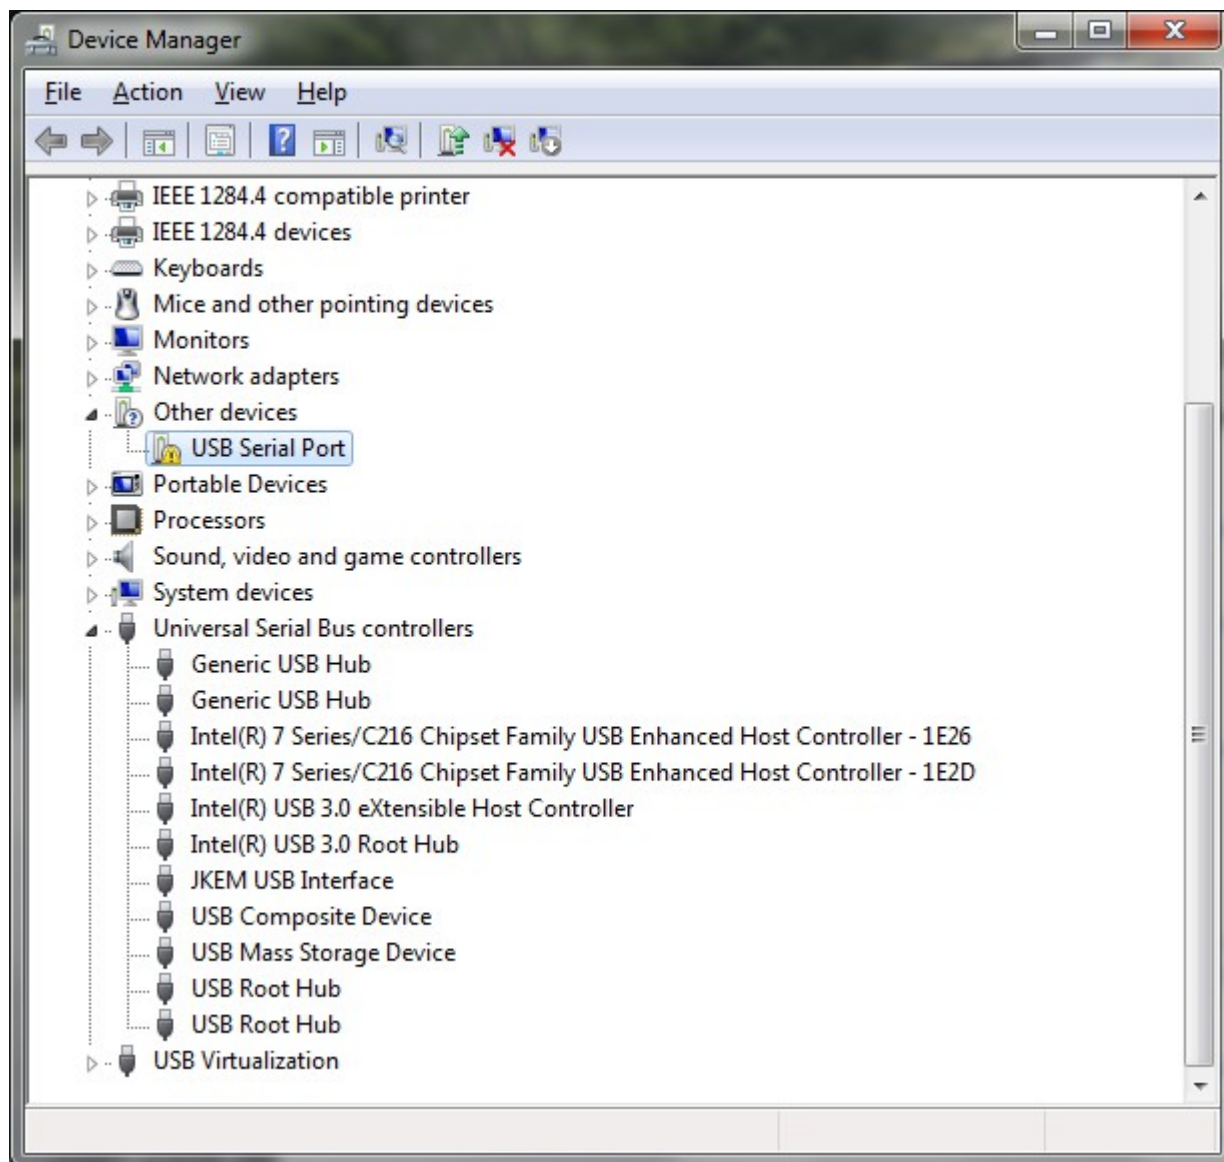 Device Manager
File Action View Help
IEEE 1284.4 compatible printer
IEEE 1284.4 devices
Keyboards
Mice and other pointing devices
Monitors
Network adapters
Other devices
USB Serial Port
Portable Devices
Processors
Sound, video and game controllers
System devices
Universal Serial Bus controllers
Generic USB Hub
Generic USB Hub
Intel(R) 7 Series/C216 Chipset Family USB Enhanced Host Controller - 1E26
Intel(R) 7 Series/C216 Chipset Family USB Enhanced Host Controller - 1E2D
Intel(R) USB 3.0 eXtensible Host Controller
Intel(R) USB 3.0 Root Hub
JKEM USB Interface
USB Composite Device
USB Mass Storage Device
USB Root Hub
USB Root Hub
USB Virtualization